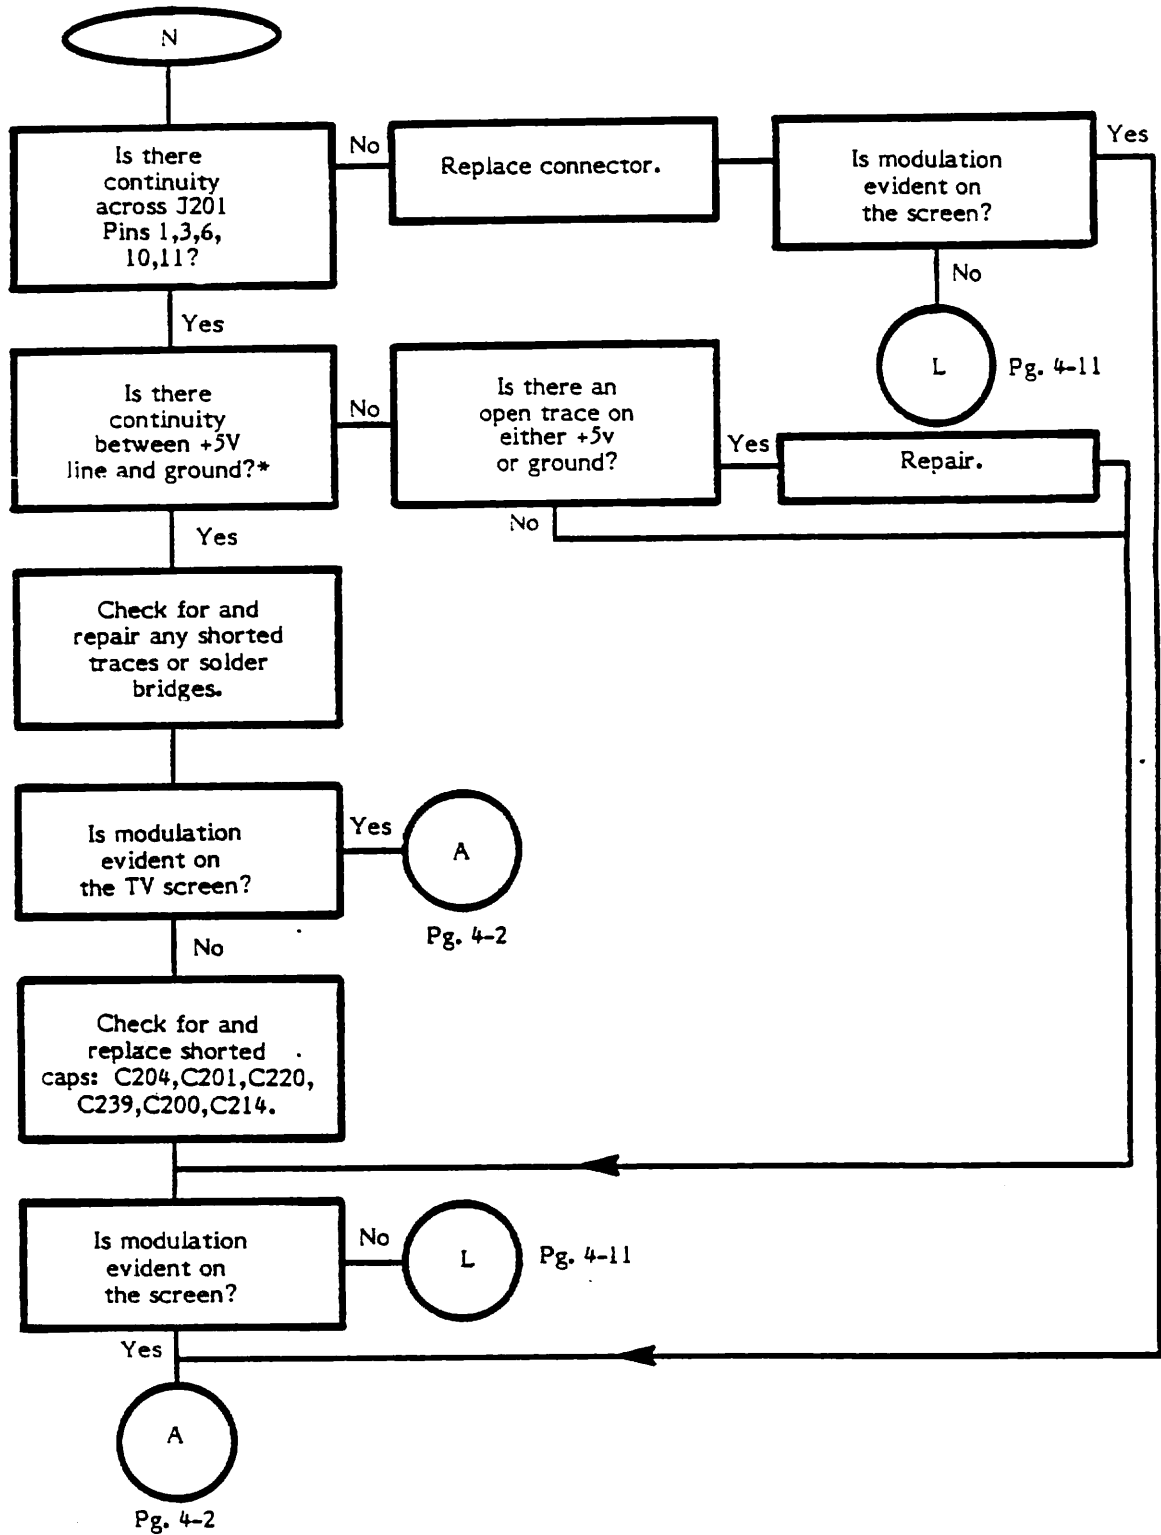 N
Is there
continuity
across J201
Pins 1,3,6,
10,11?
No
Replace connector.
Is modulation
evident on
the screen?
Yes
No
L
Pg. 4-11
Yes
Is there
continuity
between +5V
line and ground?*
No
Is there an
open trace on
either +5v
or ground?
Yes
Repair.
No
Yes
Check for and
repair any shorted
traces or solder
bridges.
Is modulation
evident on
the TV screen?
Yes
A
Pg. 4-2
No
Check for and
replace shorted
caps: C204,C201,C220,
C239,C200,C214.
Is modulation
evident on
the screen?
No
L
Pg. 4-11
Yes
A
Pg. 4-2